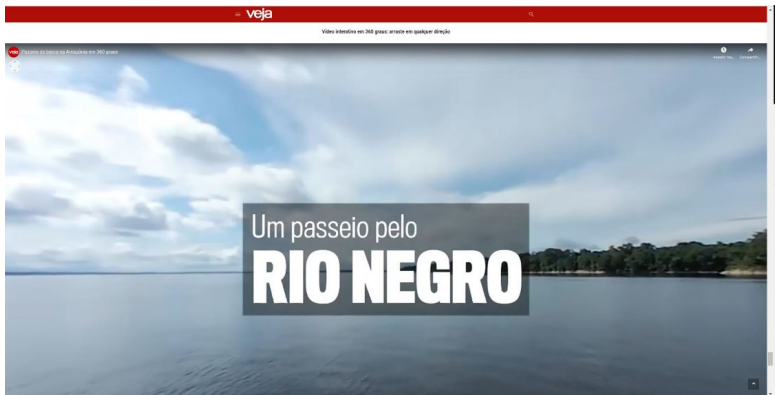 veja
Vídeo interativo em 360 graus: arraste em qualquer direção
veja Passeio de barco na Amazônia em 360 graus
Um passeio pelo
RIO NEGRO